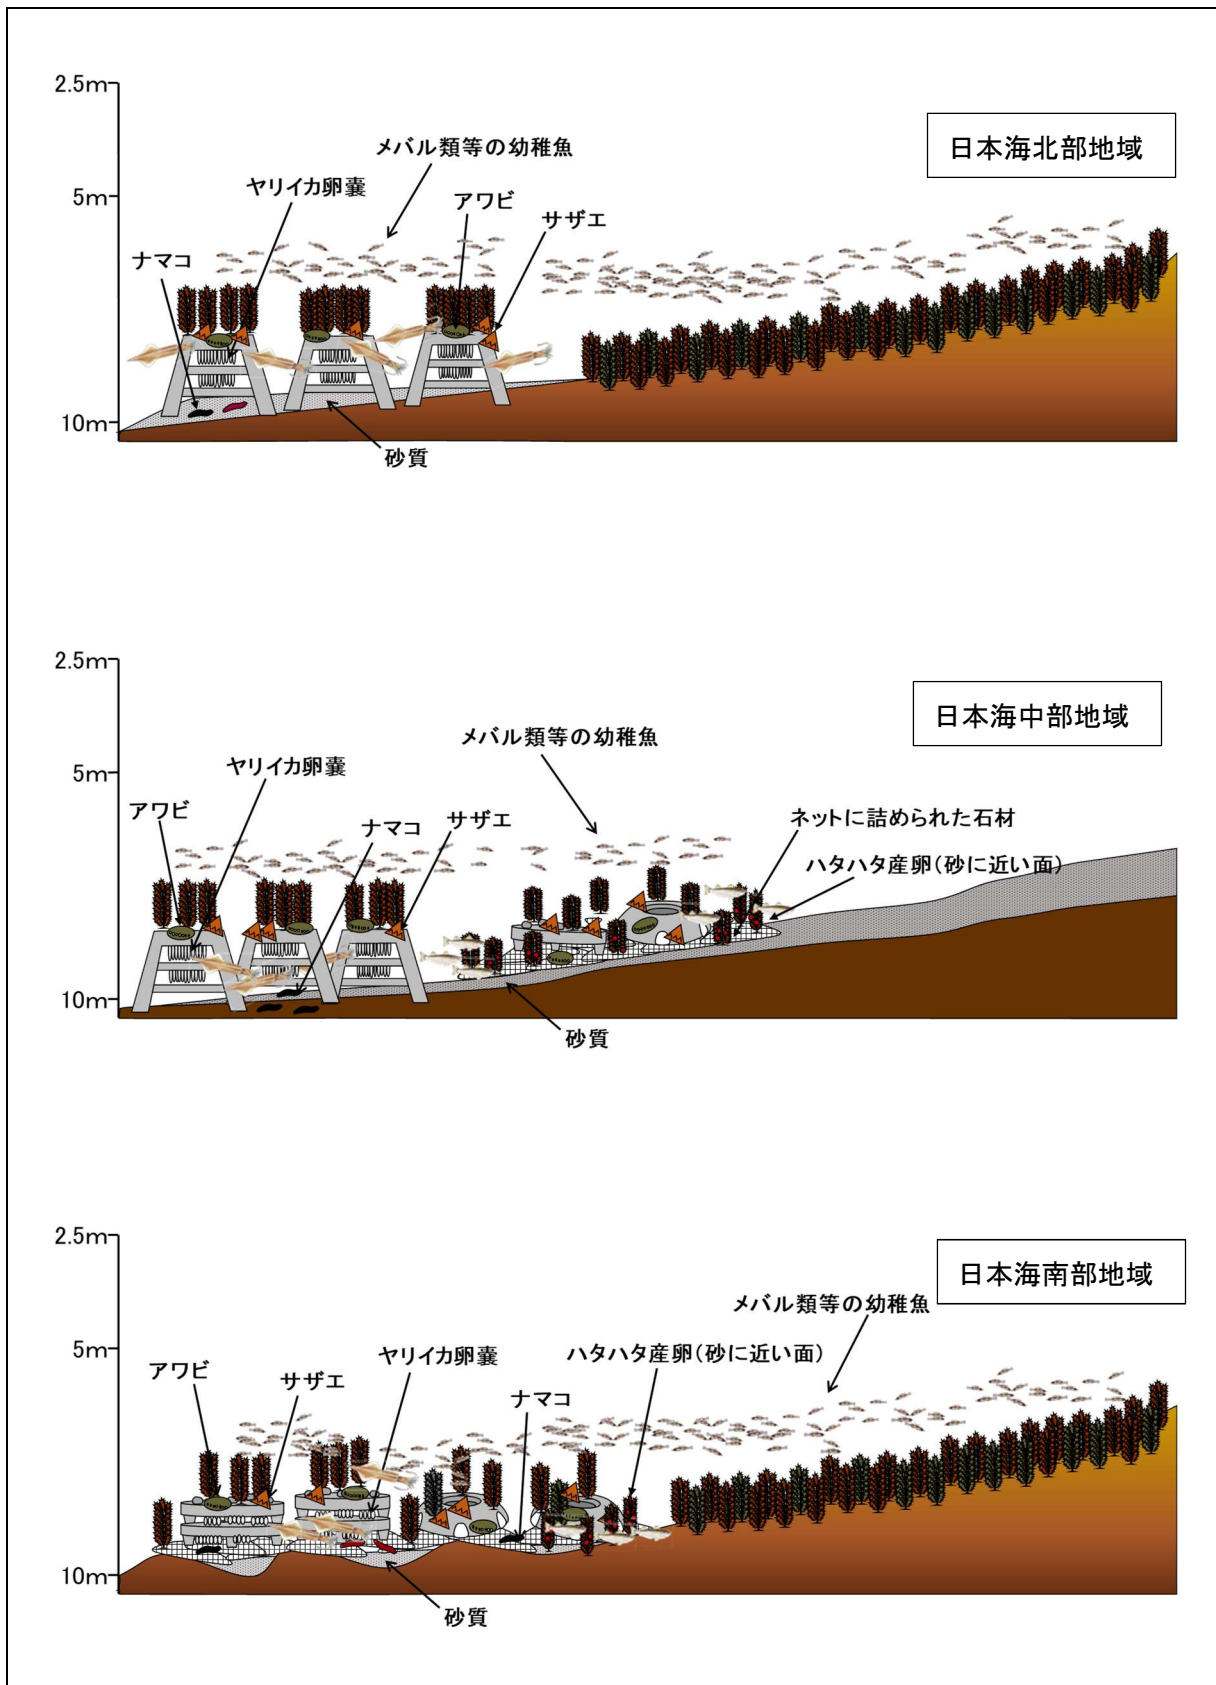 2.5m
日本海北部地域
メバル類等の幼稚魚
ヤリイカ卵嚢
5m
アワビ
サザエ
ナマコ
10m
砂質
2.5m
日本海中部地域
メバル類等の幼稚魚
ヤリイカ卵嚢
5m
アワビ
ナマコ
サザエ
ネットに詰められた石材
ハタハタ産卵(砂に近い面)
10m
砂質
2.5m
日本海南部地域
メバル類等の幼稚魚
5m
アワビ
サザエ
ヤリイカ卵嚢
ハタハタ産卵(砂に近い面)
ナマコ
10m
砂質